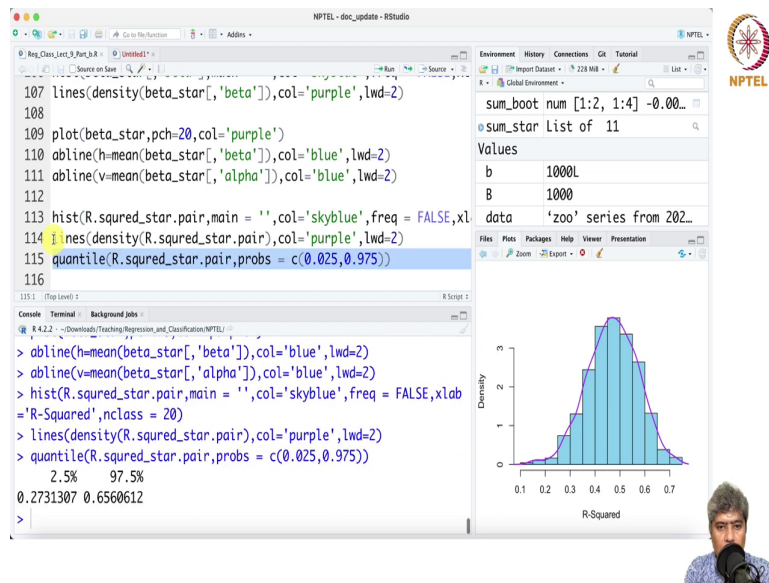 NPTEL - doc_update - RStudio
Go to file/function
Addins
NPTEL
Reg_Class_Lect_9_Part_b.R × Untitled1* ×
Source on Save
Run
Source
107 lines(density(beta_star[,'beta']),col='purple',lwd=2)
108
109 plot(beta_star,pch=20,col='purple')
110 abline(h=mean(beta_star[,'beta']),col='blue',lwd=2)
111 abline(v=mean(beta_star[,'alpha']),col='blue',lwd=2)
112
113 hist(R.squred_star.pair,main = '',col='skyblue',freq = FALSE,xl
114 lines(density(R.squred_star.pair),col='purple',lwd=2)
115 quantile(R.squred_star.pair,probs = c(0.025,0.975))
116
115:1 (Top Level) R Script
Console Terminal × Background Jobs ×
R 4.2.2 · ~/Downloads/Teaching/Regression_and_Classification/NPTEL/
> abline(h=mean(beta_star[,'beta']),col='blue',lwd=2)
> abline(v=mean(beta_star[,'alpha']),col='blue',lwd=2)
> hist(R.squred_star.pair,main = '',col='skyblue',freq = FALSE,xlab
='R-Squared',nclass = 20)
> lines(density(R.squred_star.pair),col='purple',lwd=2)
> quantile(R.squred_star.pair,probs = c(0.025,0.975))
2.5% 97.5%
0.2731307 0.6560612
>
Environment History Connections Git Tutorial
Import Dataset 228 MiB List
R Global Environment
sum_boot num [1:2, 1:4] -0.00…
sum_star List of 11
Values
b 1000L
B 1000
data 'zoo' series from 202…
Files Plots Packages Help Viewer Presentation
Zoom Export
Density
0 1 2 3
0.1 0.2 0.3 0.4 0.5 0.6 0.7
R-Squared
NPTEL